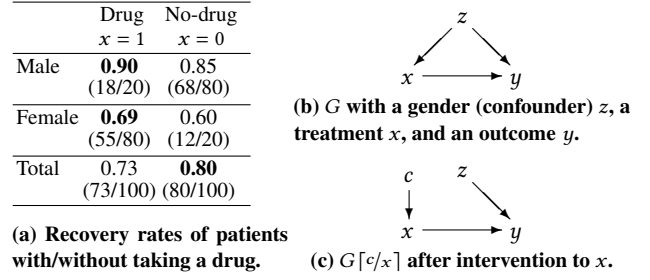 Drug No-drug
x = 1 x = 0
Male 0.90 0.85
(18/20) (68/80)
Female 0.69 0.60
(55/80) (12/20)
Total 0.73 0.80
(73/100) (80/100)
(a) Recovery rates of patients
with/without taking a drug.
z
x y
(b) G with a gender (confounder) z, a
treatment x, and an outcome y.
c z
x y
(c) G⌈c/x⌉ after intervention to x.